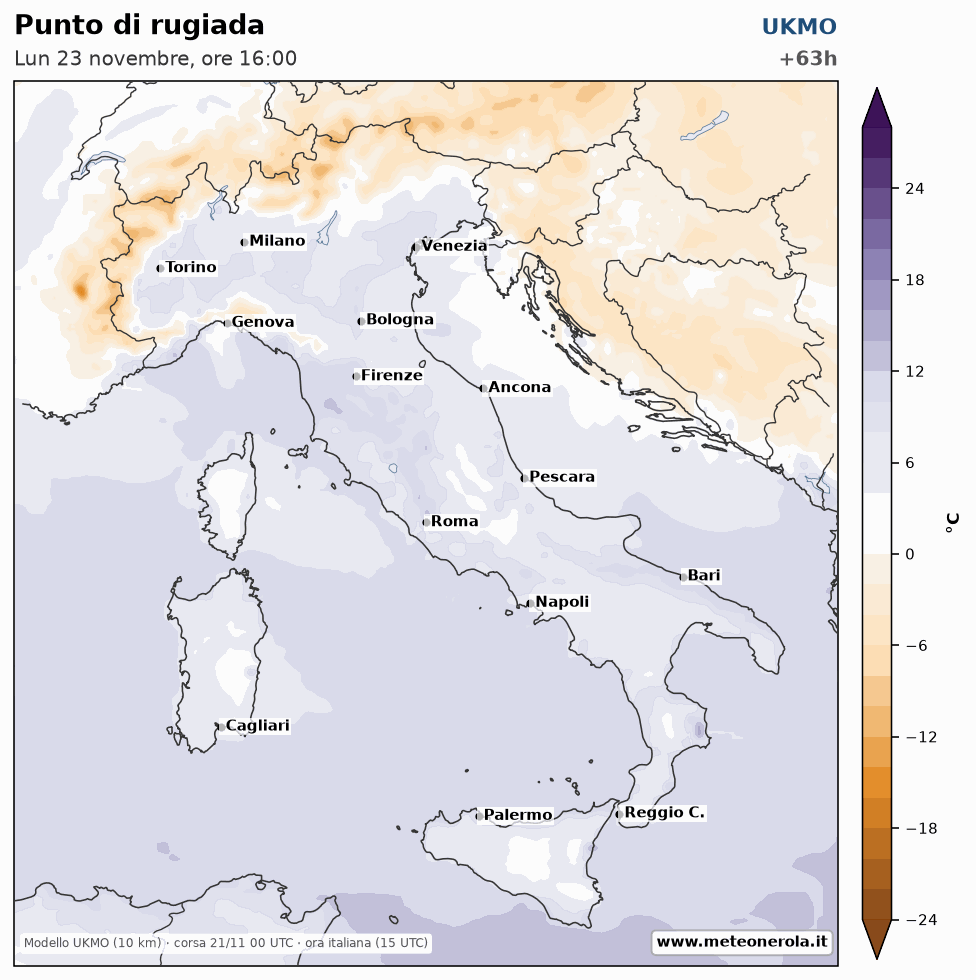 Punto di rugiada
UKMO
Lun 23 novembre, ore 16:00
+63h
Milano
Venezia
Torino
Genova
Bologna
Firenze
Ancona
Pescara
Roma
Bari
Napoli
Cagliari
Palermo
Reggio C.
24
18
12
6
0
−6
−12
−18
−24
°C
Modello UKMO (10 km) · corsa 21/11 00 UTC · ora italiana (15 UTC)
www.meteonerola.it